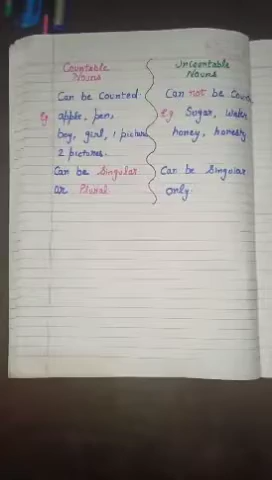 Countable
Nouns
Can be Counted.
Eg apple, pen,
boy, girl, 1 picture
2 pictures.
Can be Singular
or Plural
Uncountable
Nouns
Can not be Counted
Eg Sugar, Water
honey, honesty
Can be Singular
only.